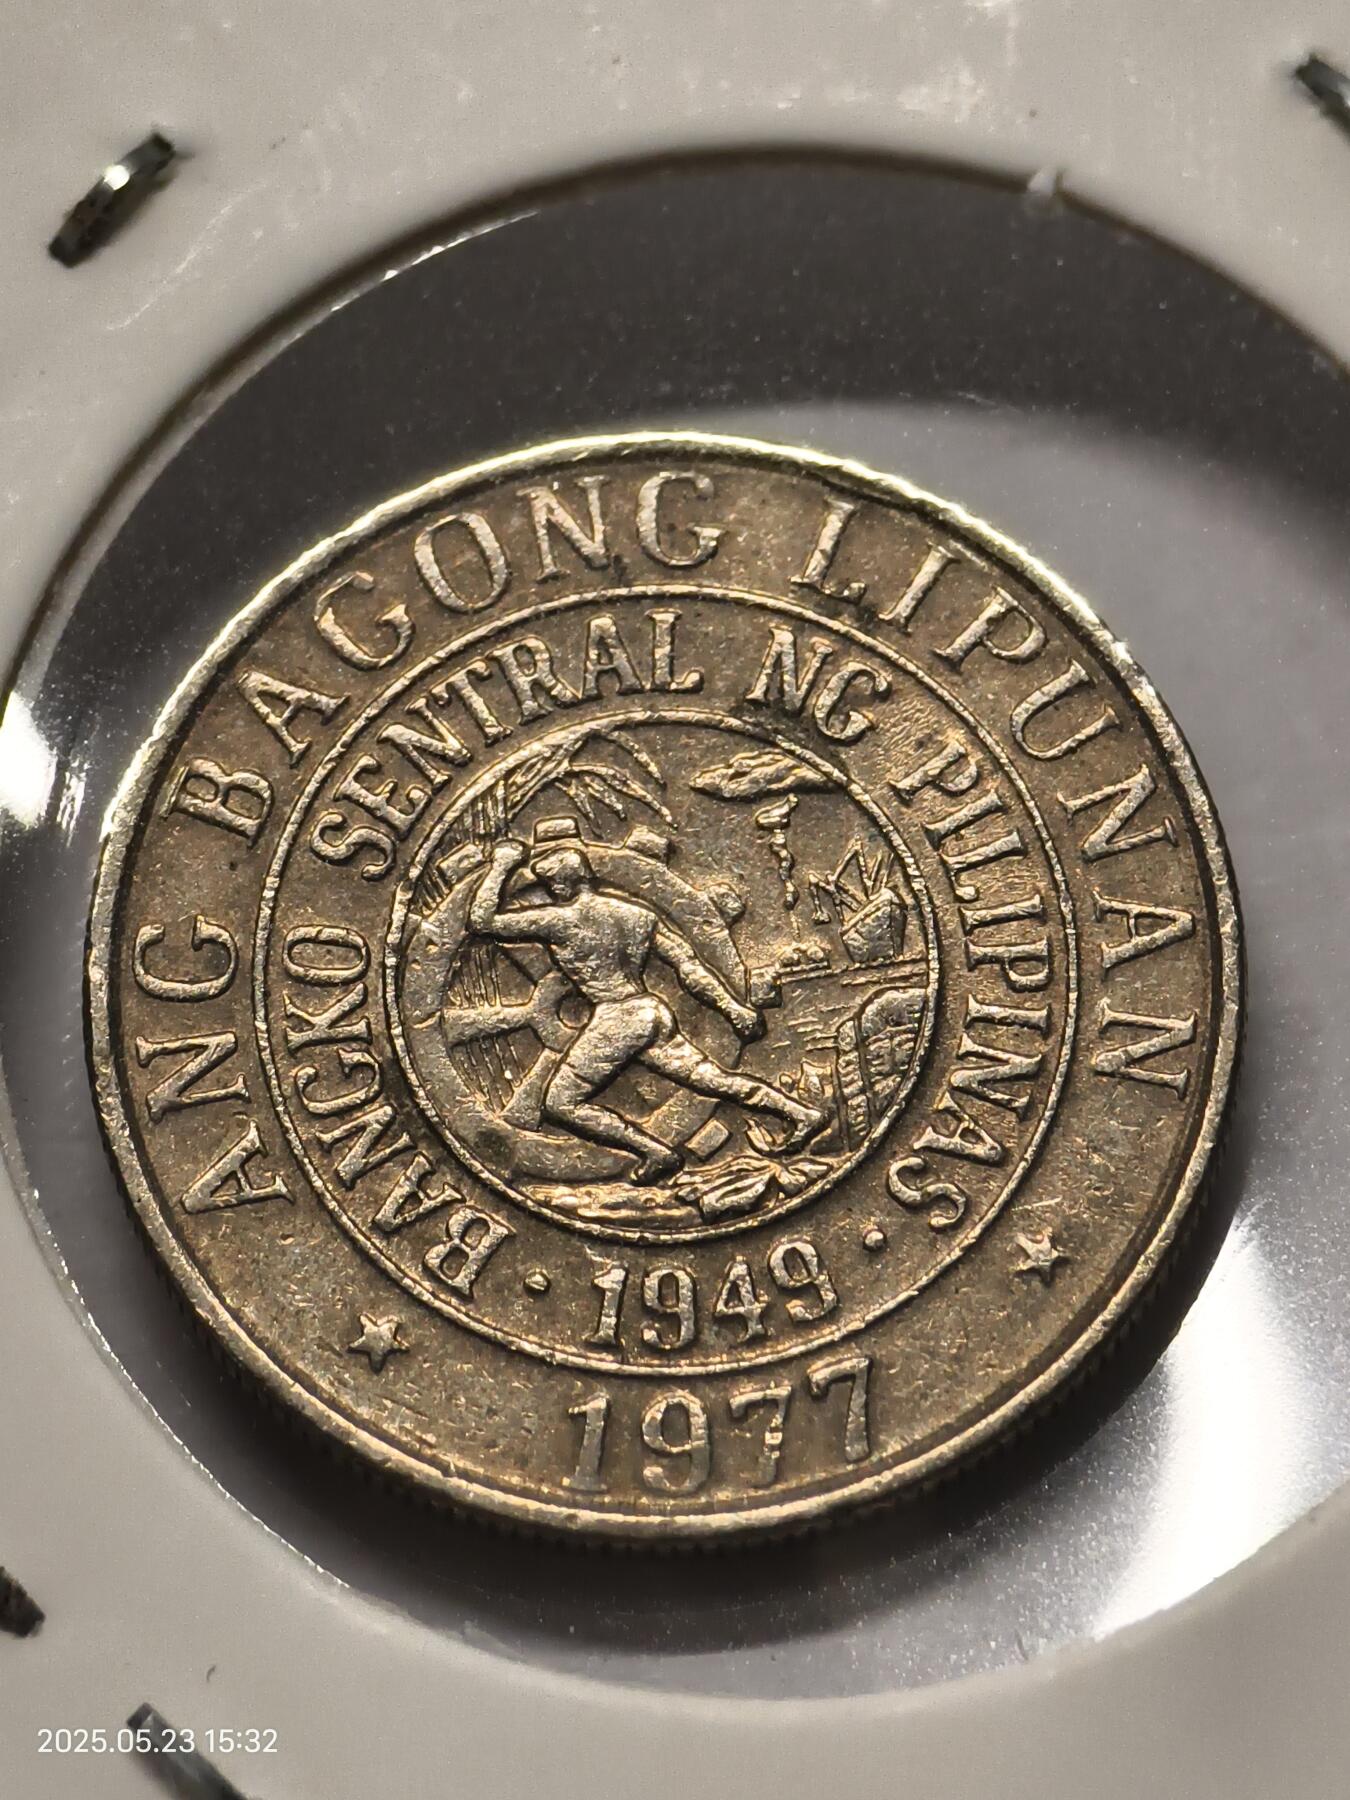 ANG BAGONG LIPUNAN
BANGKO SENTRAL NG PILIPINAS
· 1949 ·
1977
2025.05.23 15:32